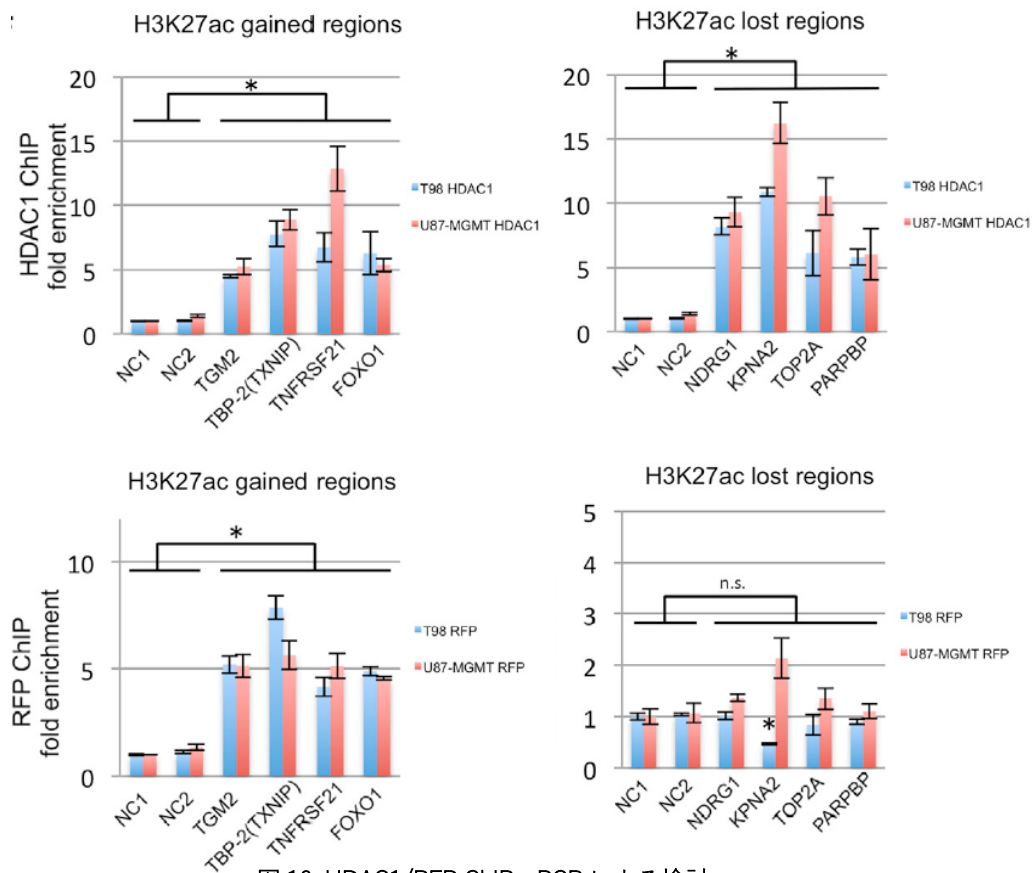 H3K27ac gained regions
HDAC1 ChIP
fold enrichment
20
15
10
5
0
*
NC1
NC2
TGM2
TBP-2(TXNIP)
TNFRSF21
FOXO1
T98 HDAC1
U87-MGMT HDAC1
H3K27ac lost regions
20
15
10
5
0
*
NC1
NC2
NDRG1
KPNA2
TOP2A
PARPBP
T98 HDAC1
U87-MGMT HDAC1
H3K27ac gained regions
RFP ChIP
fold enrichment
10
5
0
*
NC1
NC2
TGM2
TBP-2(TXNIP)
TNFRSF21
FOXO1
T98 RFP
U87-MGMT RFP
H3K27ac lost regions
5
4
3
2
1
0
n.s.
*
NC1
NC2
NDRG1
KPNA2
TOP2A
PARPBP
T98 RFP
U87-MGMT RFP